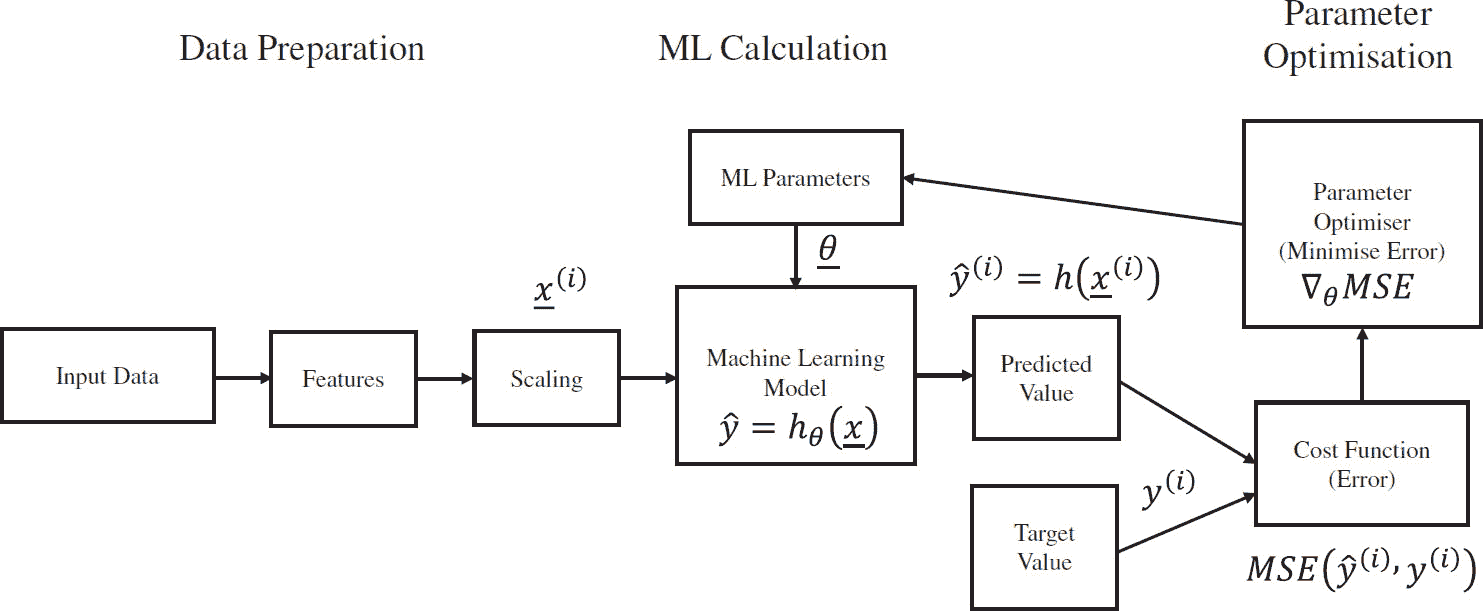 Data Preparation
ML Calculation
Parameter
Optimisation
ML Parameters
θ
Parameter
Optimiser
(Minimise Error)
∇θMSE
x(i)
ŷ(i) = h(x(i))
Input Data
Features
Scaling
Machine Learning
Model
ŷ = hθ(x)
Predicted
Value
Cost Function
(Error)
y(i)
Target
Value
MSE(ŷ(i), y(i))